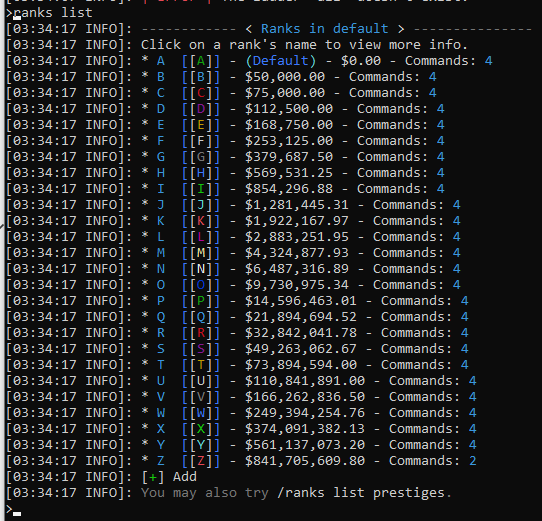 >ranks list
[03:34:17 INFO]: ------------- < Ranks in default > -------------
[03:34:17 INFO]: Click on a rank's name to view more info.
[03:34:17 INFO]: * A [[A]] - (Default) - $0.00 - Commands: 4
[03:34:17 INFO]: * B [[B]] - $50,000.00 - Commands: 4
[03:34:17 INFO]: * C [[C]] - $75,000.00 - Commands: 4
[03:34:17 INFO]: * D [[D]] - $112,500.00 - Commands: 4
[03:34:17 INFO]: * E [[E]] - $168,750.00 - Commands: 4
[03:34:17 INFO]: * F [[F]] - $253,125.00 - Commands: 4
[03:34:17 INFO]: * G [[G]] - $379,687.50 - Commands: 4
[03:34:17 INFO]: * H [[H]] - $569,531.25 - Commands: 4
[03:34:17 INFO]: * I [[I]] - $854,296.88 - Commands: 4
[03:34:17 INFO]: * J [[J]] - $1,281,445.31 - Commands: 4
[03:34:17 INFO]: * K [[K]] - $1,922,167.97 - Commands: 4
[03:34:17 INFO]: * L [[L]] - $2,883,251.95 - Commands: 4
[03:34:17 INFO]: * M [[M]] - $4,324,877.93 - Commands: 4
[03:34:17 INFO]: * N [[N]] - $6,487,316.89 - Commands: 4
[03:34:17 INFO]: * O [[O]] - $9,730,975.34 - Commands: 4
[03:34:17 INFO]: * P [[P]] - $14,596,463.01 - Commands: 4
[03:34:17 INFO]: * Q [[Q]] - $21,894,694.52 - Commands: 4
[03:34:17 INFO]: * R [[R]] - $32,842,041.78 - Commands: 4
[03:34:17 INFO]: * S [[S]] - $49,263,062.67 - Commands: 4
[03:34:17 INFO]: * T [[T]] - $73,894,594.00 - Commands: 4
[03:34:17 INFO]: * U [[U]] - $110,841,891.00 - Commands: 4
[03:34:17 INFO]: * V [[V]] - $166,262,836.50 - Commands: 4
[03:34:17 INFO]: * W [[W]] - $249,394,254.76 - Commands: 4
[03:34:17 INFO]: * X [[X]] - $374,091,382.13 - Commands: 4
[03:34:17 INFO]: * Y [[Y]] - $561,137,073.20 - Commands: 4
[03:34:17 INFO]: * Z [[Z]] - $841,705,609.80 - Commands: 2
[03:34:17 INFO]: [+] Add
[03:34:17 INFO]: You may also try /ranks list prestiges.
>